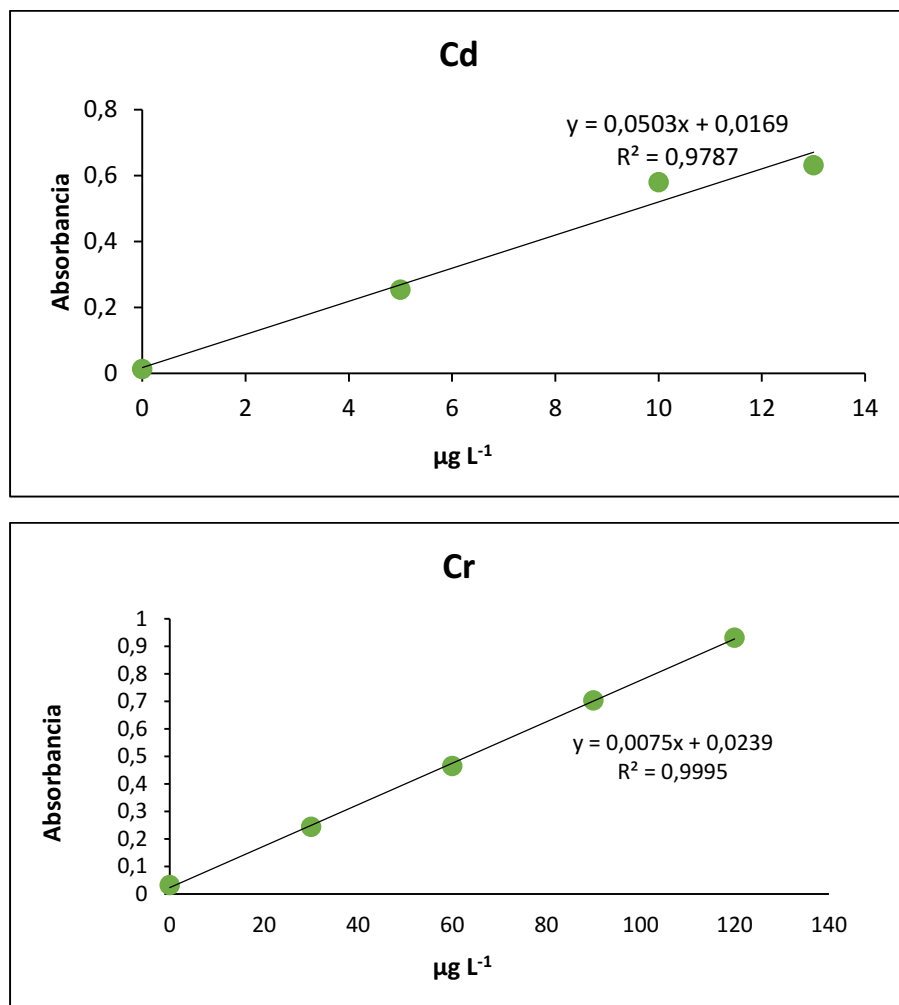 Cd
y = 0,0503x + 0,0169
R² = 0,9787
0,8
0,6
0,4
0,2
0
Absorbancia
0 2 4 6 8 10 12 14
µg L⁻¹
Cr
1
0,9
0,8
0,7
0,6
0,5
0,4
0,3
0,2
0,1
0
Absorbancia
y = 0,0075x + 0,0239
R² = 0,9995
0 20 40 60 80 100 120 140
µg L⁻¹